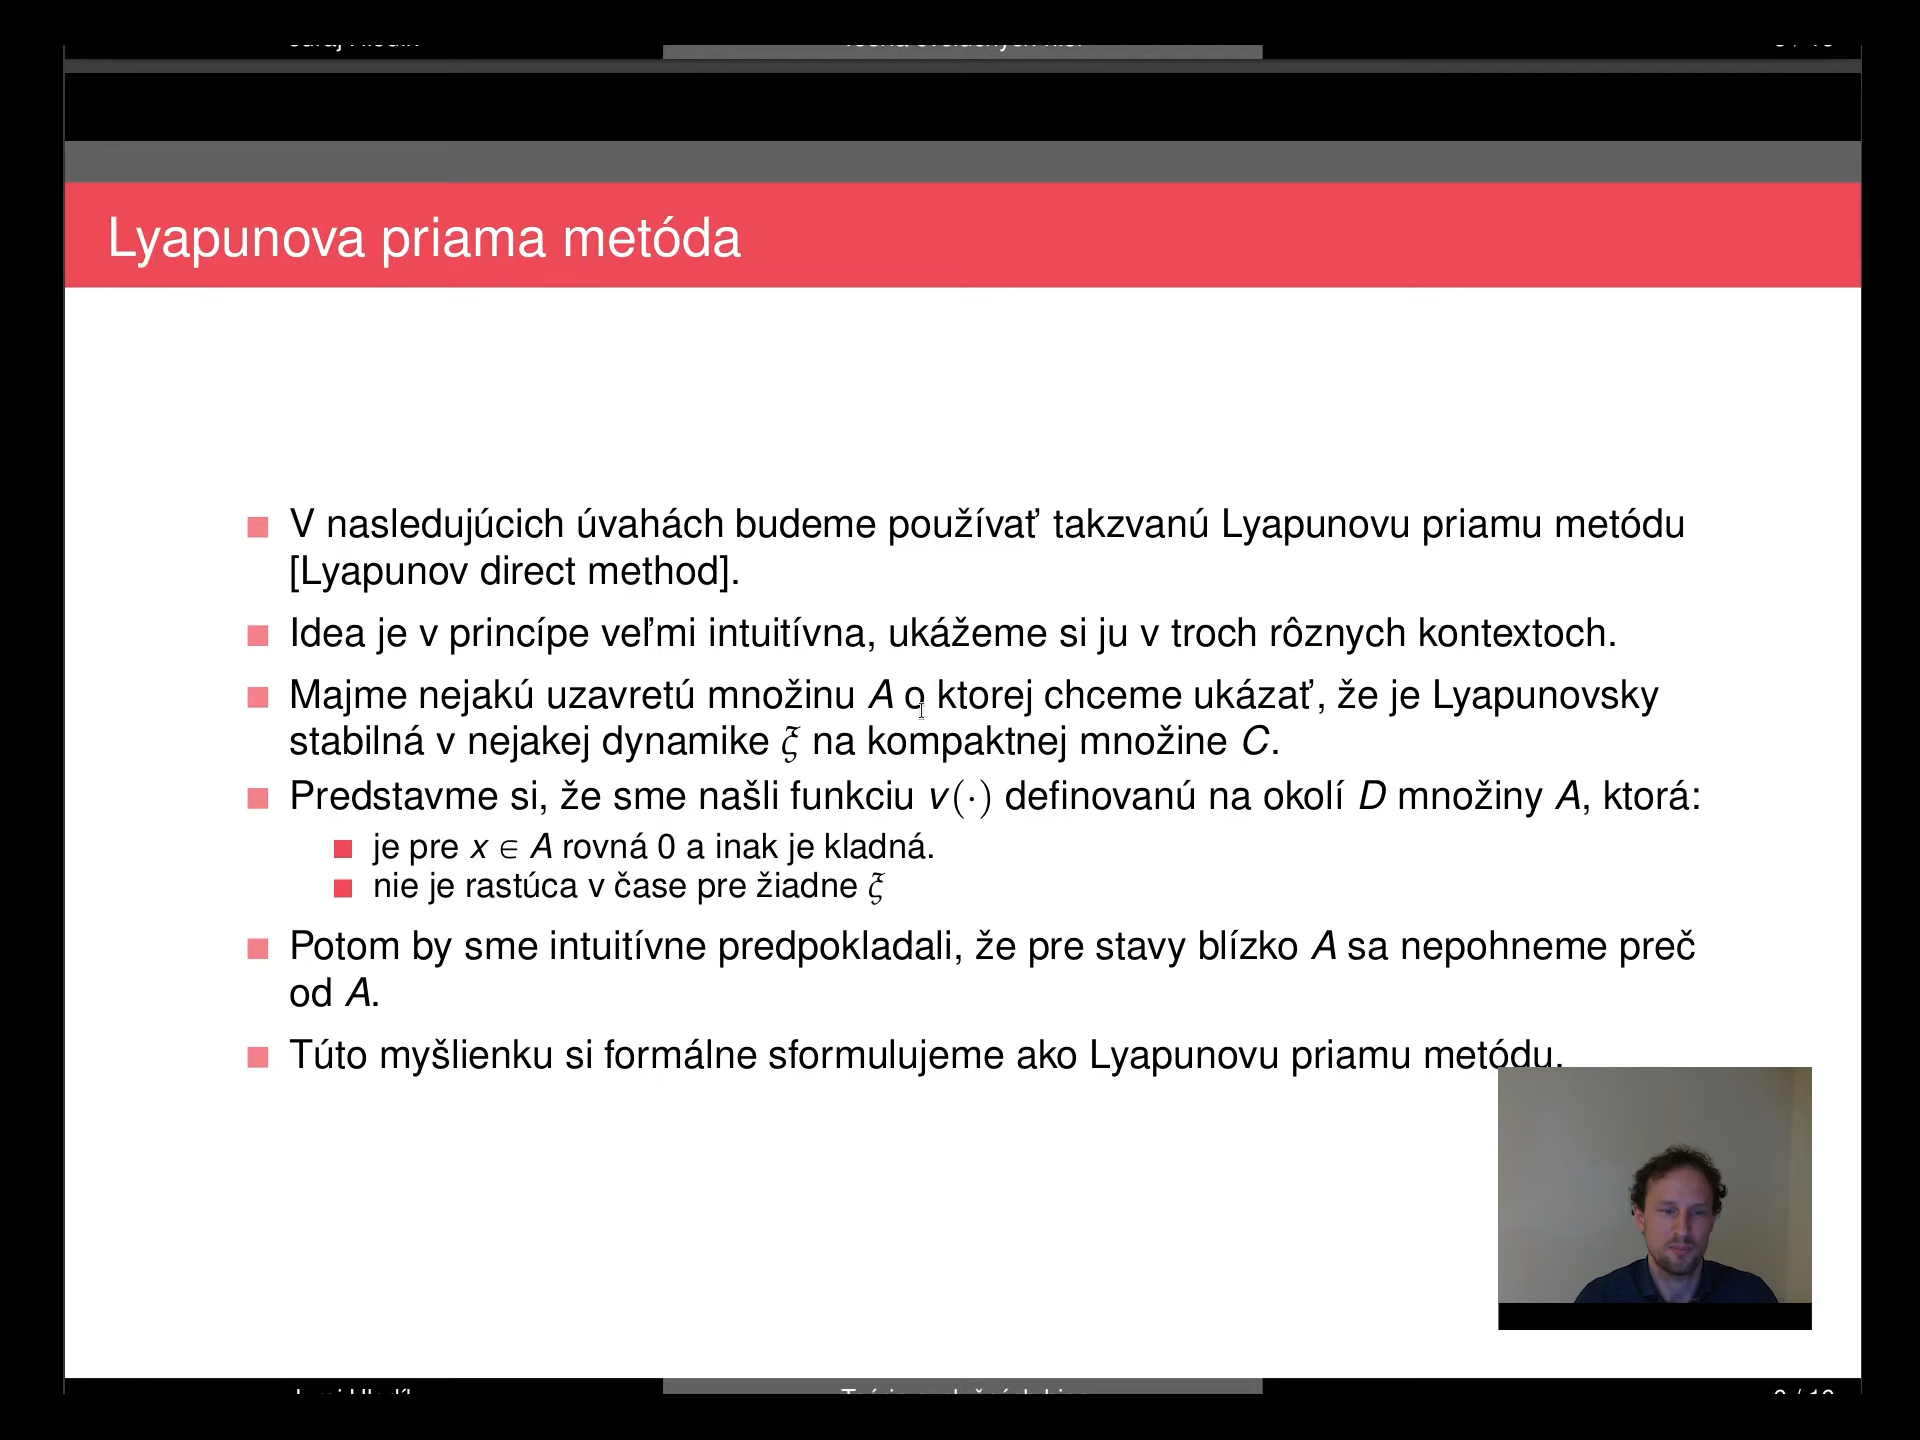 Lyapunova priama metóda
V nasledujúcich úvahách budeme používať takzvanú Lyapunovu priamu metódu
[Lyapunov direct method].
Idea je v princípe veľmi intuitívna, ukážeme si ju v troch rôznych kontextoch.
Majme nejakú uzavretú množinu A o ktorej chceme ukázať, že je Lyapunovsky
stabilná v nejakej dynamike ξ na kompaktnej množine C.
Predstavme si, že sme našli funkciu v(·) definovanú na okolí D množiny A, ktorá:
je pre x ∈ A rovná 0 a inak je kladná.
nie je rastúca v čase pre žiadne ξ
Potom by sme intuitívne predpokladali, že pre stavy blízko A sa nepohneme preč
od A.
Túto myšlienku si formálne sformulujeme ako Lyapunovu priamu metódu.